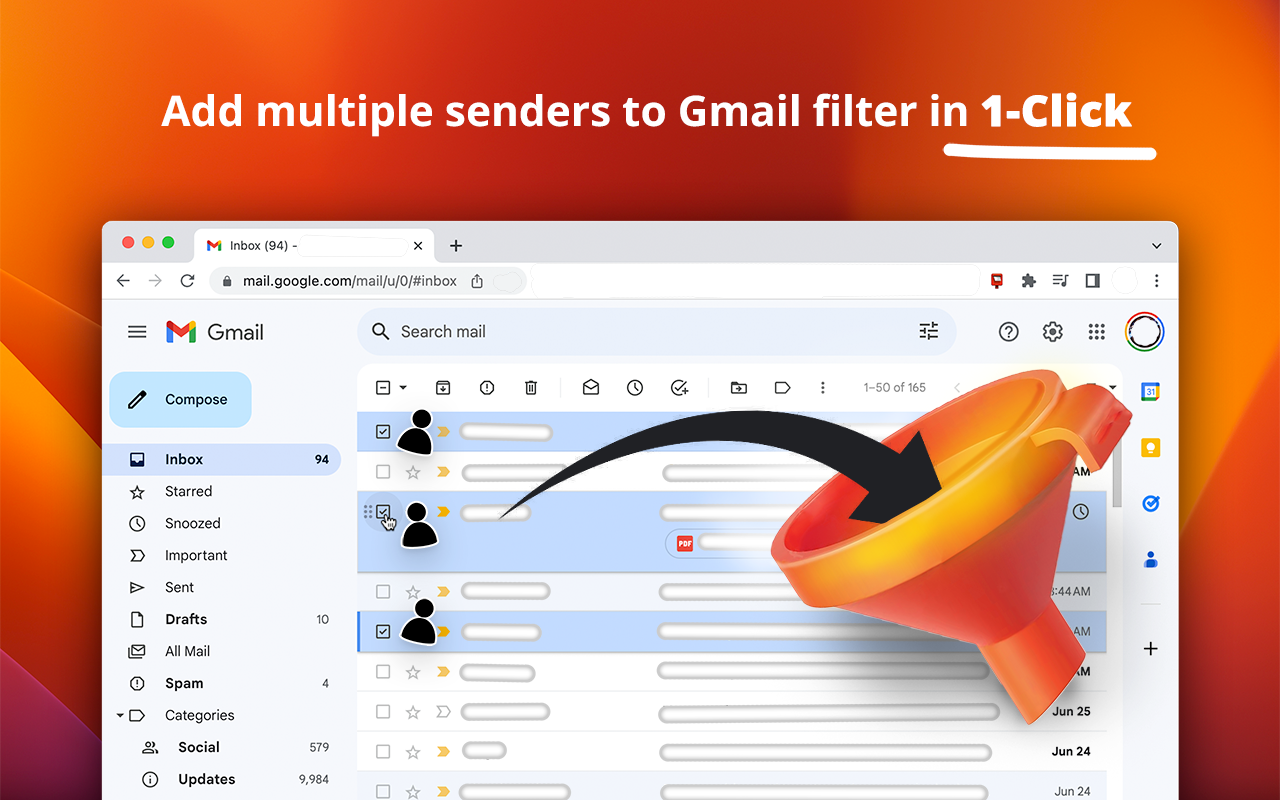 Add multiple senders to Gmail filter in 1-Click
Inbox (94) -
mail.google.com/mail/u/0/#inbox
Gmail
Search mail
Compose
1–50 of 165
31
Inbox 94
Starred
AM
Snoozed
Important
PDF
Sent
:44 AM
Drafts 10
AM
All Mail
Spam 4
AM
Categories
Jun 25
Social 579
Jun 24
Updates 9,984
Jun 24